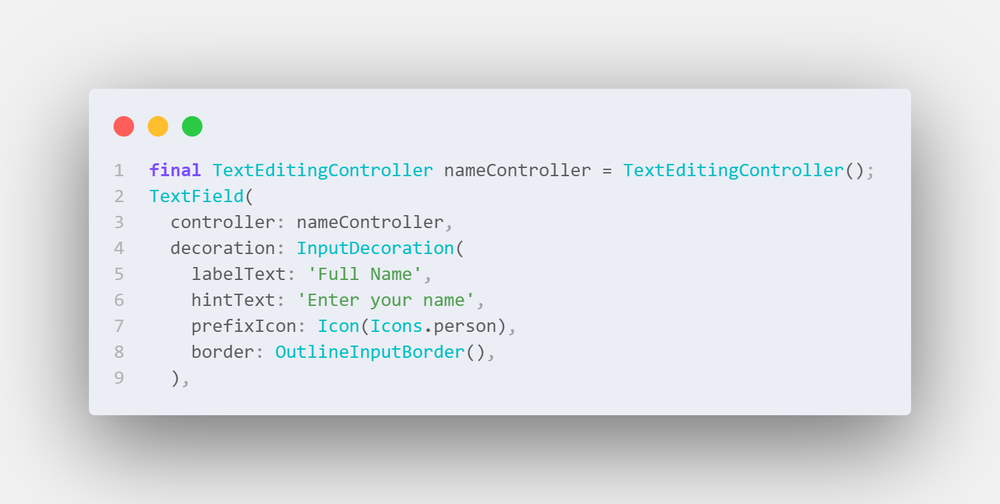 1 final TextEditingController nameController = TextEditingController();
2 TextField(
3   controller: nameController,
4   decoration: InputDecoration(
5     labelText: 'Full Name',
6     hintText: 'Enter your name',
7     prefixIcon: Icon(Icons.person),
8     border: OutlineInputBorder(),
9   ),